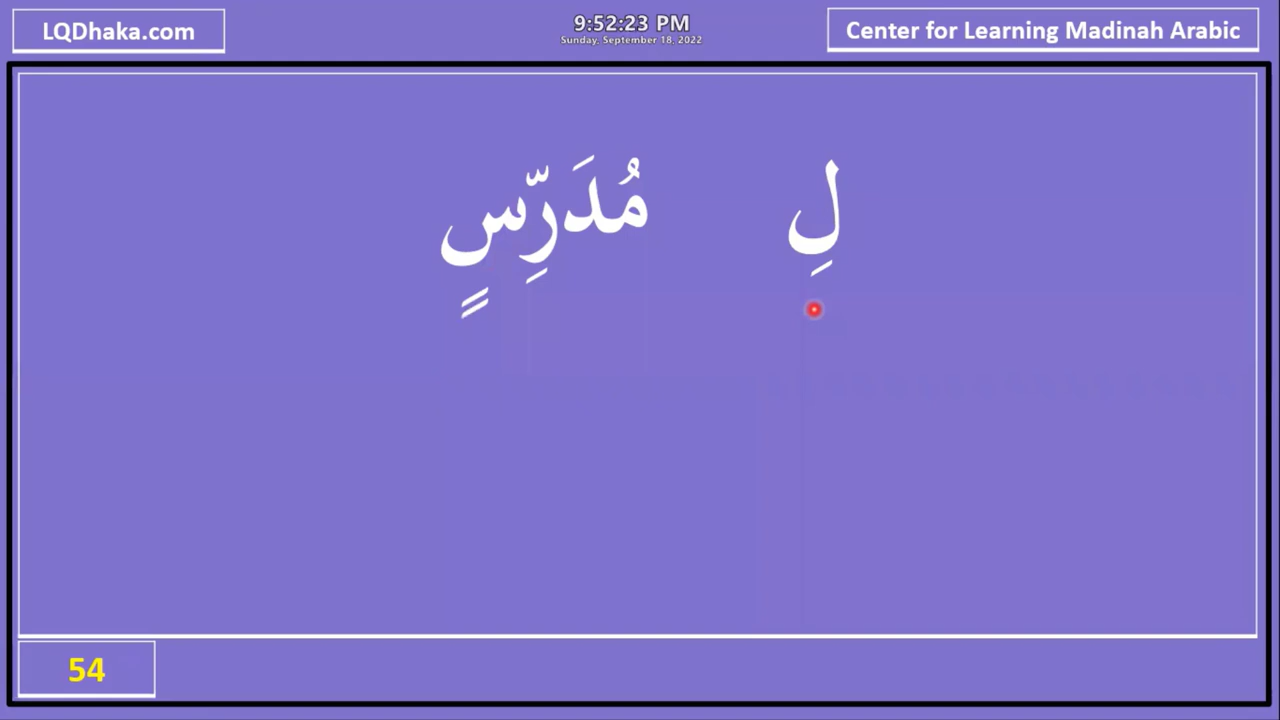 LQDhaka.com
9:52:23 PM
Sunday, September 18, 2022
Center for Learning Madinah Arabic
لِ مُدَرِّسٍ
54